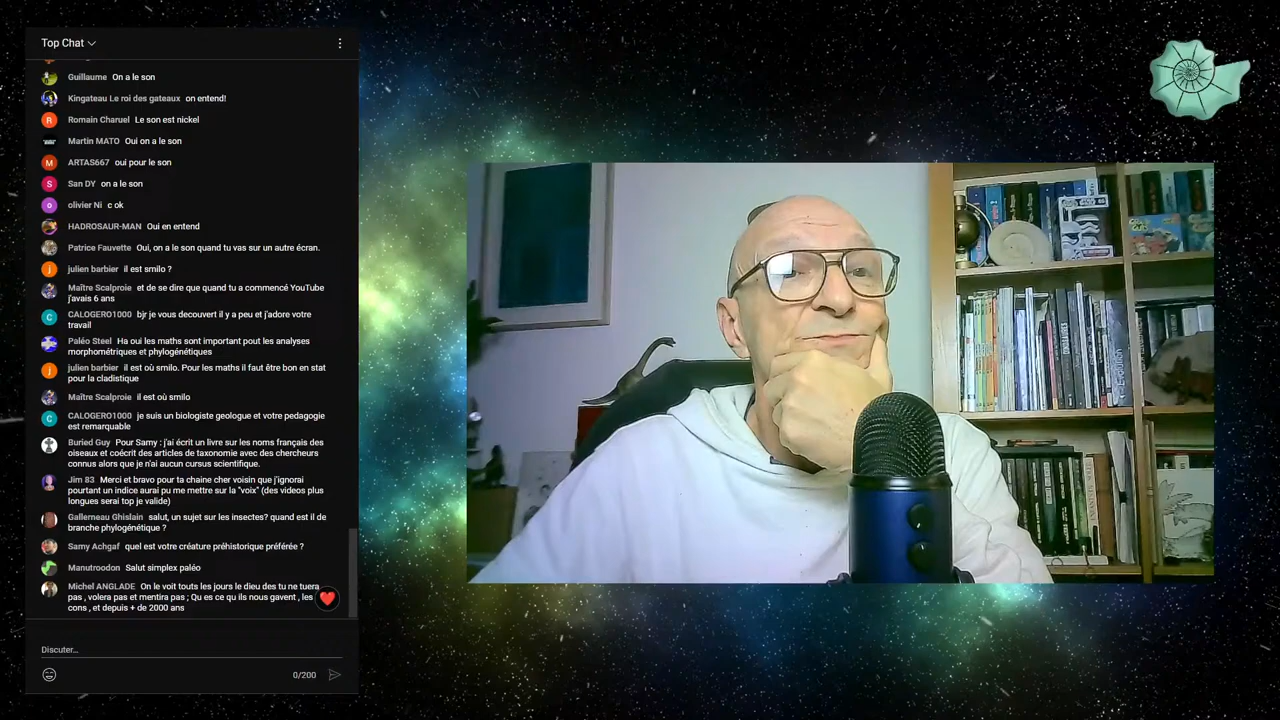 Top Chat
Guillaume On a le son
Kingateau Le roi des gateaux on entend!
Romain Charuel Le son est nickel
Martin MATO Oui on a le son
ARTAS667 oui pour le son
San DY on a le son
olivier Ni c ok
HADROSAUR-MAN Oui en entend
Patrice Fauvette Oui, on a le son quand tu vas sur un autre écran.
julien barbier il est smilo ?
Maître Scalproie et de se dire que quand tu a commencé YouTube
j'avais 6 ans
CALOGERO1000 bjr je vous decouvert il y a peu et j'adore votre
travail
Paléo Steel Ha oui les maths sont important pout les analyses
morphométriques et phylogénétiques
julien barbier il est où smilo. Pour les maths il faut être bon en stat
pour la cladistique
Maître Scalproie il est où smilo
CALOGERO1000 je suis un biologiste geologue et votre pedagogie
est remarquable
Buried Guy Pour Samy : j'ai écrit un livre sur les noms français des
oiseaux et coécrit des articles de taxonomie avec des chercheurs
connus alors que je n'ai aucun cursus scientifique.
Jim 83 Merci et bravo pour ta chaine cher voisin que j'ignorai
pourtant un indice aurai pu me mettre sur la "voix" (des videos plus
longues serai top je valide)
Gallerneau Ghislain salut, un sujet sur les insectes? quand est il de
branche phylogénétique ?
Samy Achgaf quel est votre créature préhistorique préférée ?
Manutroodon Salut simplex paléo
Michel ANGLADE On le voit touts les jours le dieu des tu ne tuera
pas , volera pas et mentira pas ; Qu es ce qu ils nous gavent , les
cons , et depuis + de 2000 ans
Discuter...
0/200
Evolution